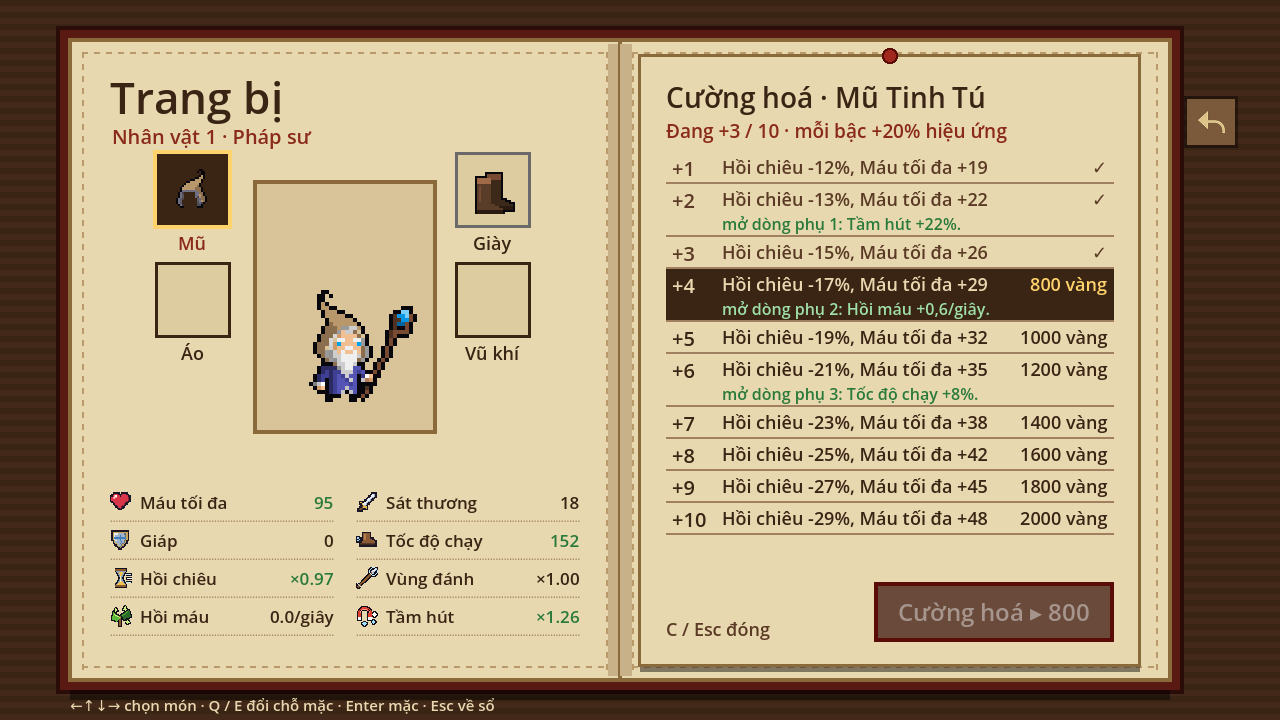 Trang bị
Nhân vật 1 · Pháp sư
Mũ
Giày
Áo
Vũ khí
Máu tối đa 95
Sát thương 18
Giáp 0
Tốc độ chạy 152
Hồi chiêu ×0.97
Vùng đánh ×1.00
Hồi máu 0.0/giây
Tầm hút ×1.26
Cường hoá · Mũ Tinh Tú
Đang +3 / 10 · mỗi bậc +20% hiệu ứng
+1 Hồi chiêu -12%, Máu tối đa +19 ✓
+2 Hồi chiêu -13%, Máu tối đa +22 ✓
mở dòng phụ 1: Tầm hút +22%.
+3 Hồi chiêu -15%, Máu tối đa +26 ✓
+4 Hồi chiêu -17%, Máu tối đa +29 800 vàng
mở dòng phụ 2: Hồi máu +0,6/giây.
+5 Hồi chiêu -19%, Máu tối đa +32 1000 vàng
+6 Hồi chiêu -21%, Máu tối đa +35 1200 vàng
mở dòng phụ 3: Tốc độ chạy +8%.
+7 Hồi chiêu -23%, Máu tối đa +38 1400 vàng
+8 Hồi chiêu -25%, Máu tối đa +42 1600 vàng
+9 Hồi chiêu -27%, Máu tối đa +45 1800 vàng
+10 Hồi chiêu -29%, Máu tối đa +48 2000 vàng
C / Esc đóng
Cường hoá ▸ 800
←↑↓→ chọn món · Q / E đổi chỗ mặc · Enter mặc · Esc về sổ